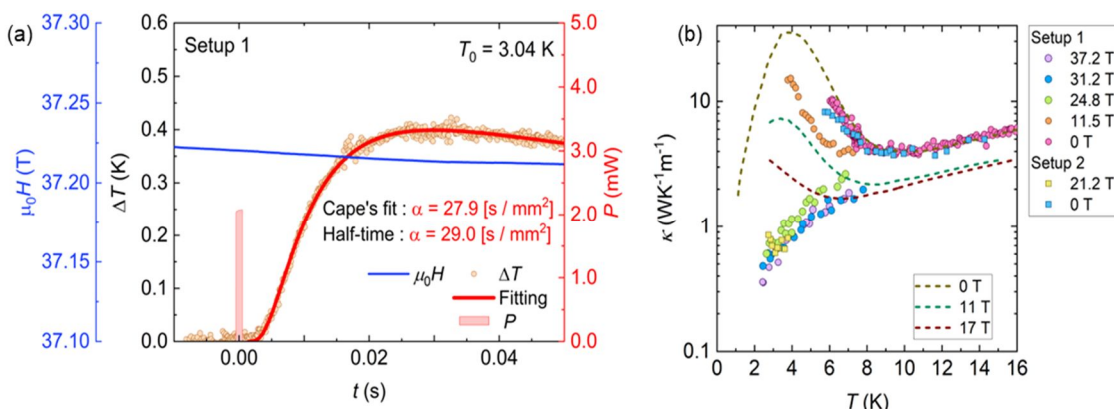 (a)
37.30
37.25
37.20
37.15
37.10
μ₀H (T)
0.6
0.5
0.4
0.3
0.2
0.1
0.0
ΔT (K)
Setup 1
T₀ = 3.04 K
Cape's fit : α = 27.9 [s / mm²]
Half-time : α = 29.0 [s / mm²]
μ₀H
ΔT
Fitting
P
5.0
4.0
3.0
2.0
1.0
0.0
P (mW)
0.00 0.02 0.04
t (s)
(b)
10
1
0.1
κ (WK⁻¹m⁻¹)
0 T
11 T
17 T
0 2 4 6 8 10 12 14 16
T (K)
Setup 1
37.2 T
31.2 T
24.8 T
11.5 T
0 T
Setup 2
21.2 T
0 T